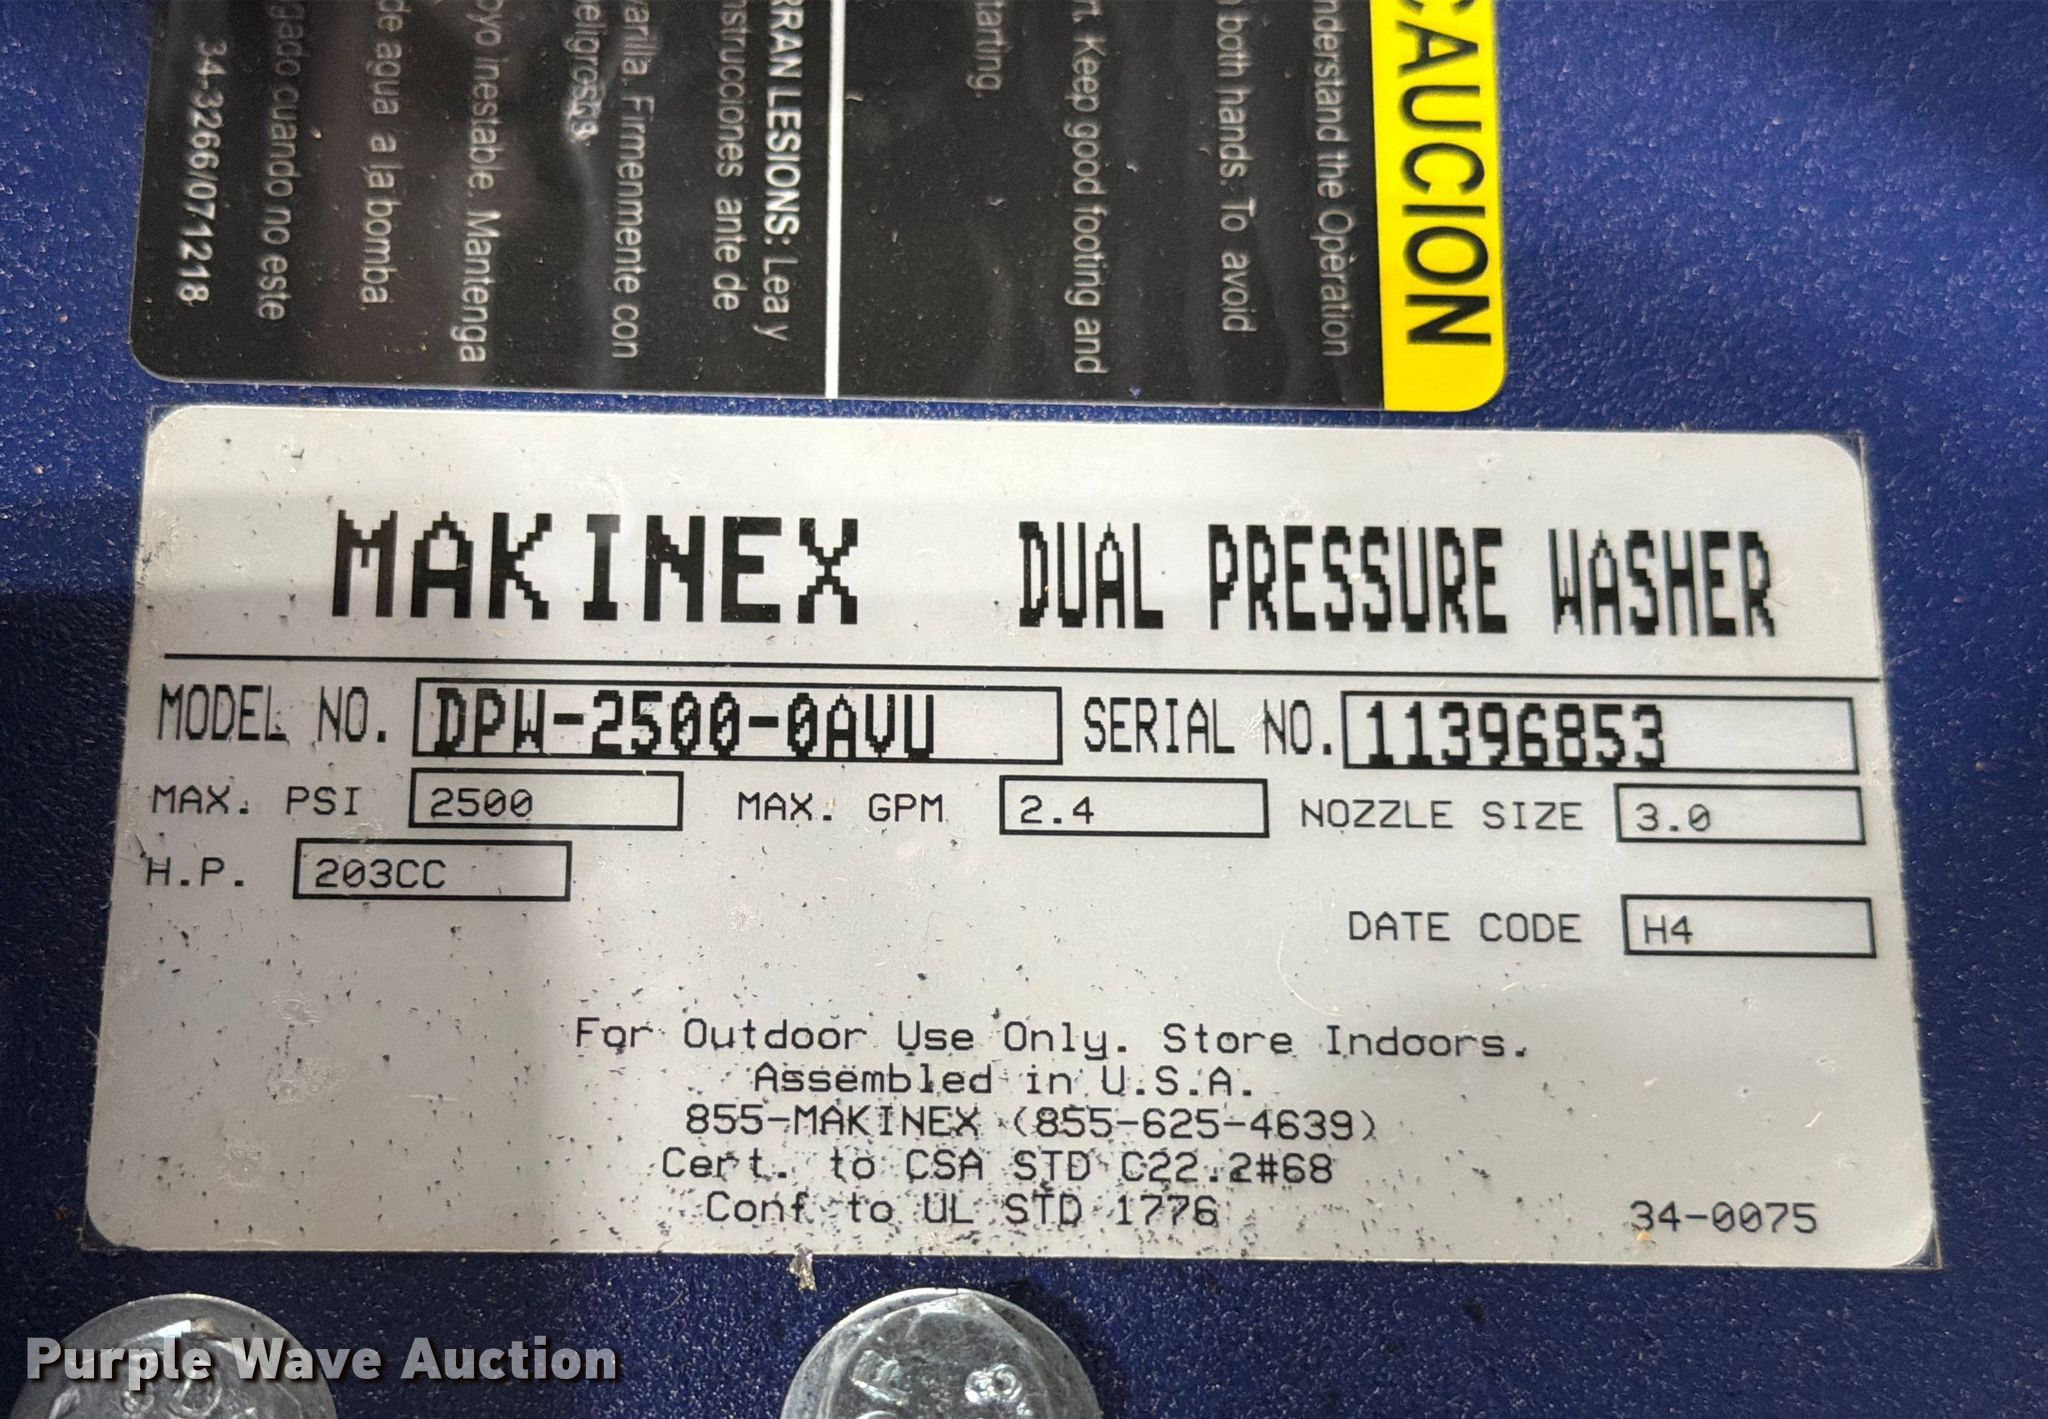 CAUCION
nderstand the Operation
both hands. To avoid
rt. Keep good footing and
tarting.
RRAN LESIONS: Lea y
nstrucciones ante de
varilla. Firmenmente con
peligrosas.
oyo inestable. Mantenga
de agua a la bomba.
gado cuando no este
34-3266/071218
MAKINEX DUAL PRESSURE WASHER
MODEL NO. DPW-2500-0AVU SERIAL NO. 11396853
MAX. PSI 2500 MAX. GPM 2.4 NOZZLE SIZE 3.0
H.P. 203CC
DATE CODE H4
For Outdoor Use Only. Store Indoors.
Assembled in U.S.A.
855-MAKINEX (855-625-4639)
Cert. to CSA STD C22.2#68
Conf to UL STD 1776
34-0075
Purple Wave Auction